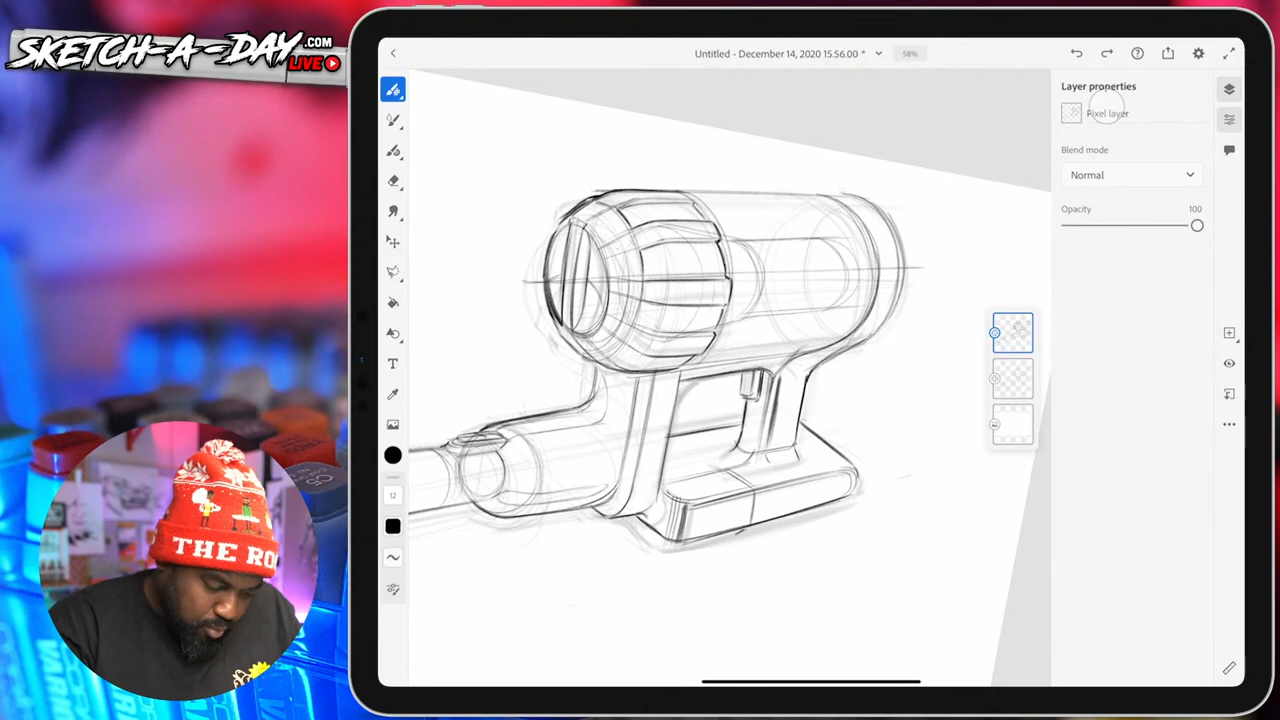 SKETCH-A-DAY.COM
LIVE
Untitled - December 14, 2020 15.56.00 *
58%
Layer properties
Pixel layer
Blend mode
Normal
Opacity
100
T
12
THE RO